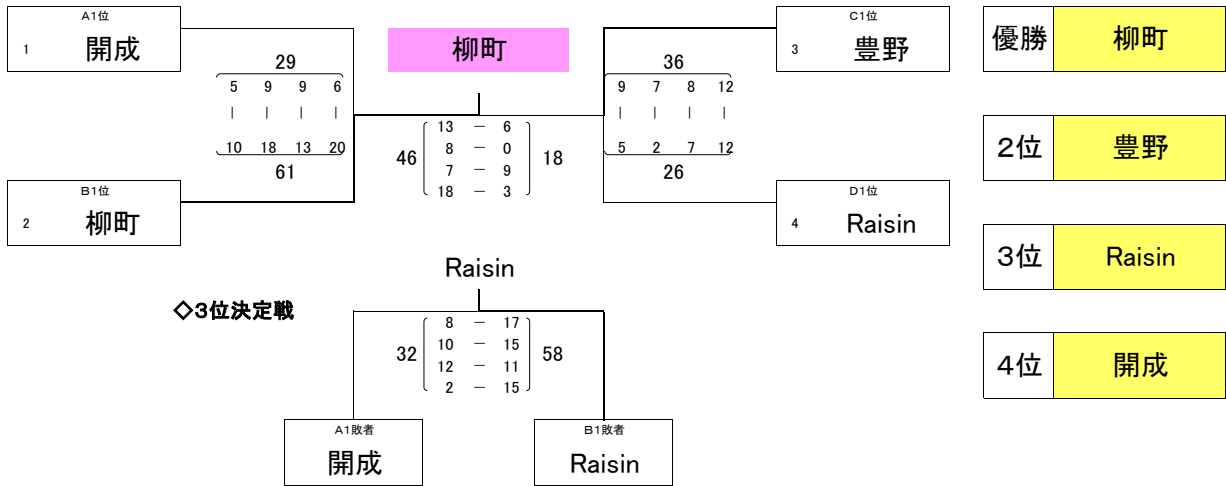 A1位
1 開成
B1位
2 柳町
29
5 9 9 6
| | | |
10 18 13 20
61
柳町
46
13 － 6
8 － 0
7 － 9
18 － 3
18
36
9 7 8 12
| | | |
5 2 7 12
26
C1位
3 豊野
D1位
4 Raisin
優勝 柳町
2位 豊野
3位 Raisin
4位 開成
◇3位決定戦
Raisin
32
8 － 17
10 － 15
12 － 11
2 － 15
58
A1敗者
開成
B1敗者
Raisin